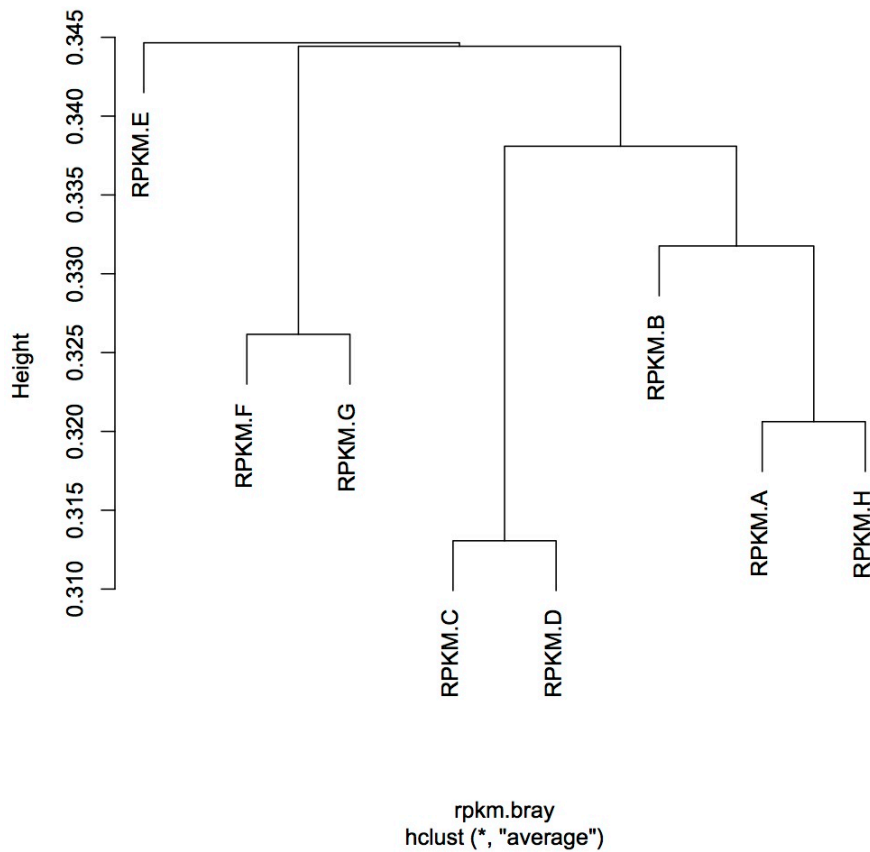 Height
0.345
0.340
0.335
0.330
0.325
0.320
0.315
0.310
RPKM.E
RPKM.F
RPKM.G
RPKM.C
RPKM.D
RPKM.B
RPKM.A
RPKM.H
rpkm.bray
hclust (*, "average")